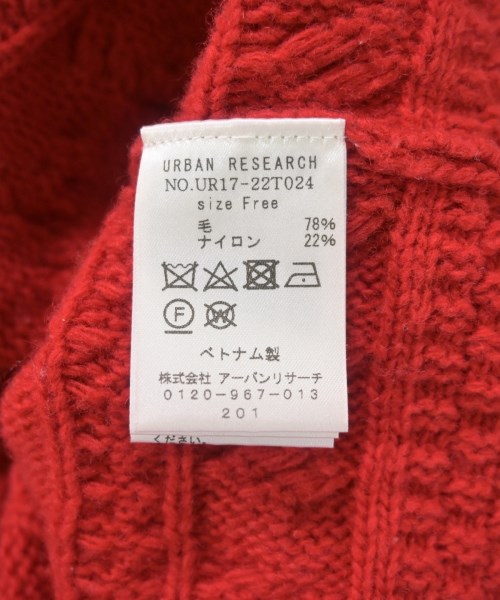 URBAN RESEARCH
NO.UR17-22T024
size Free
毛 78%
ナイロン 22%
F W
ベトナム製
株式会社 アーバンリサーチ
0120-967-013
201
ください。